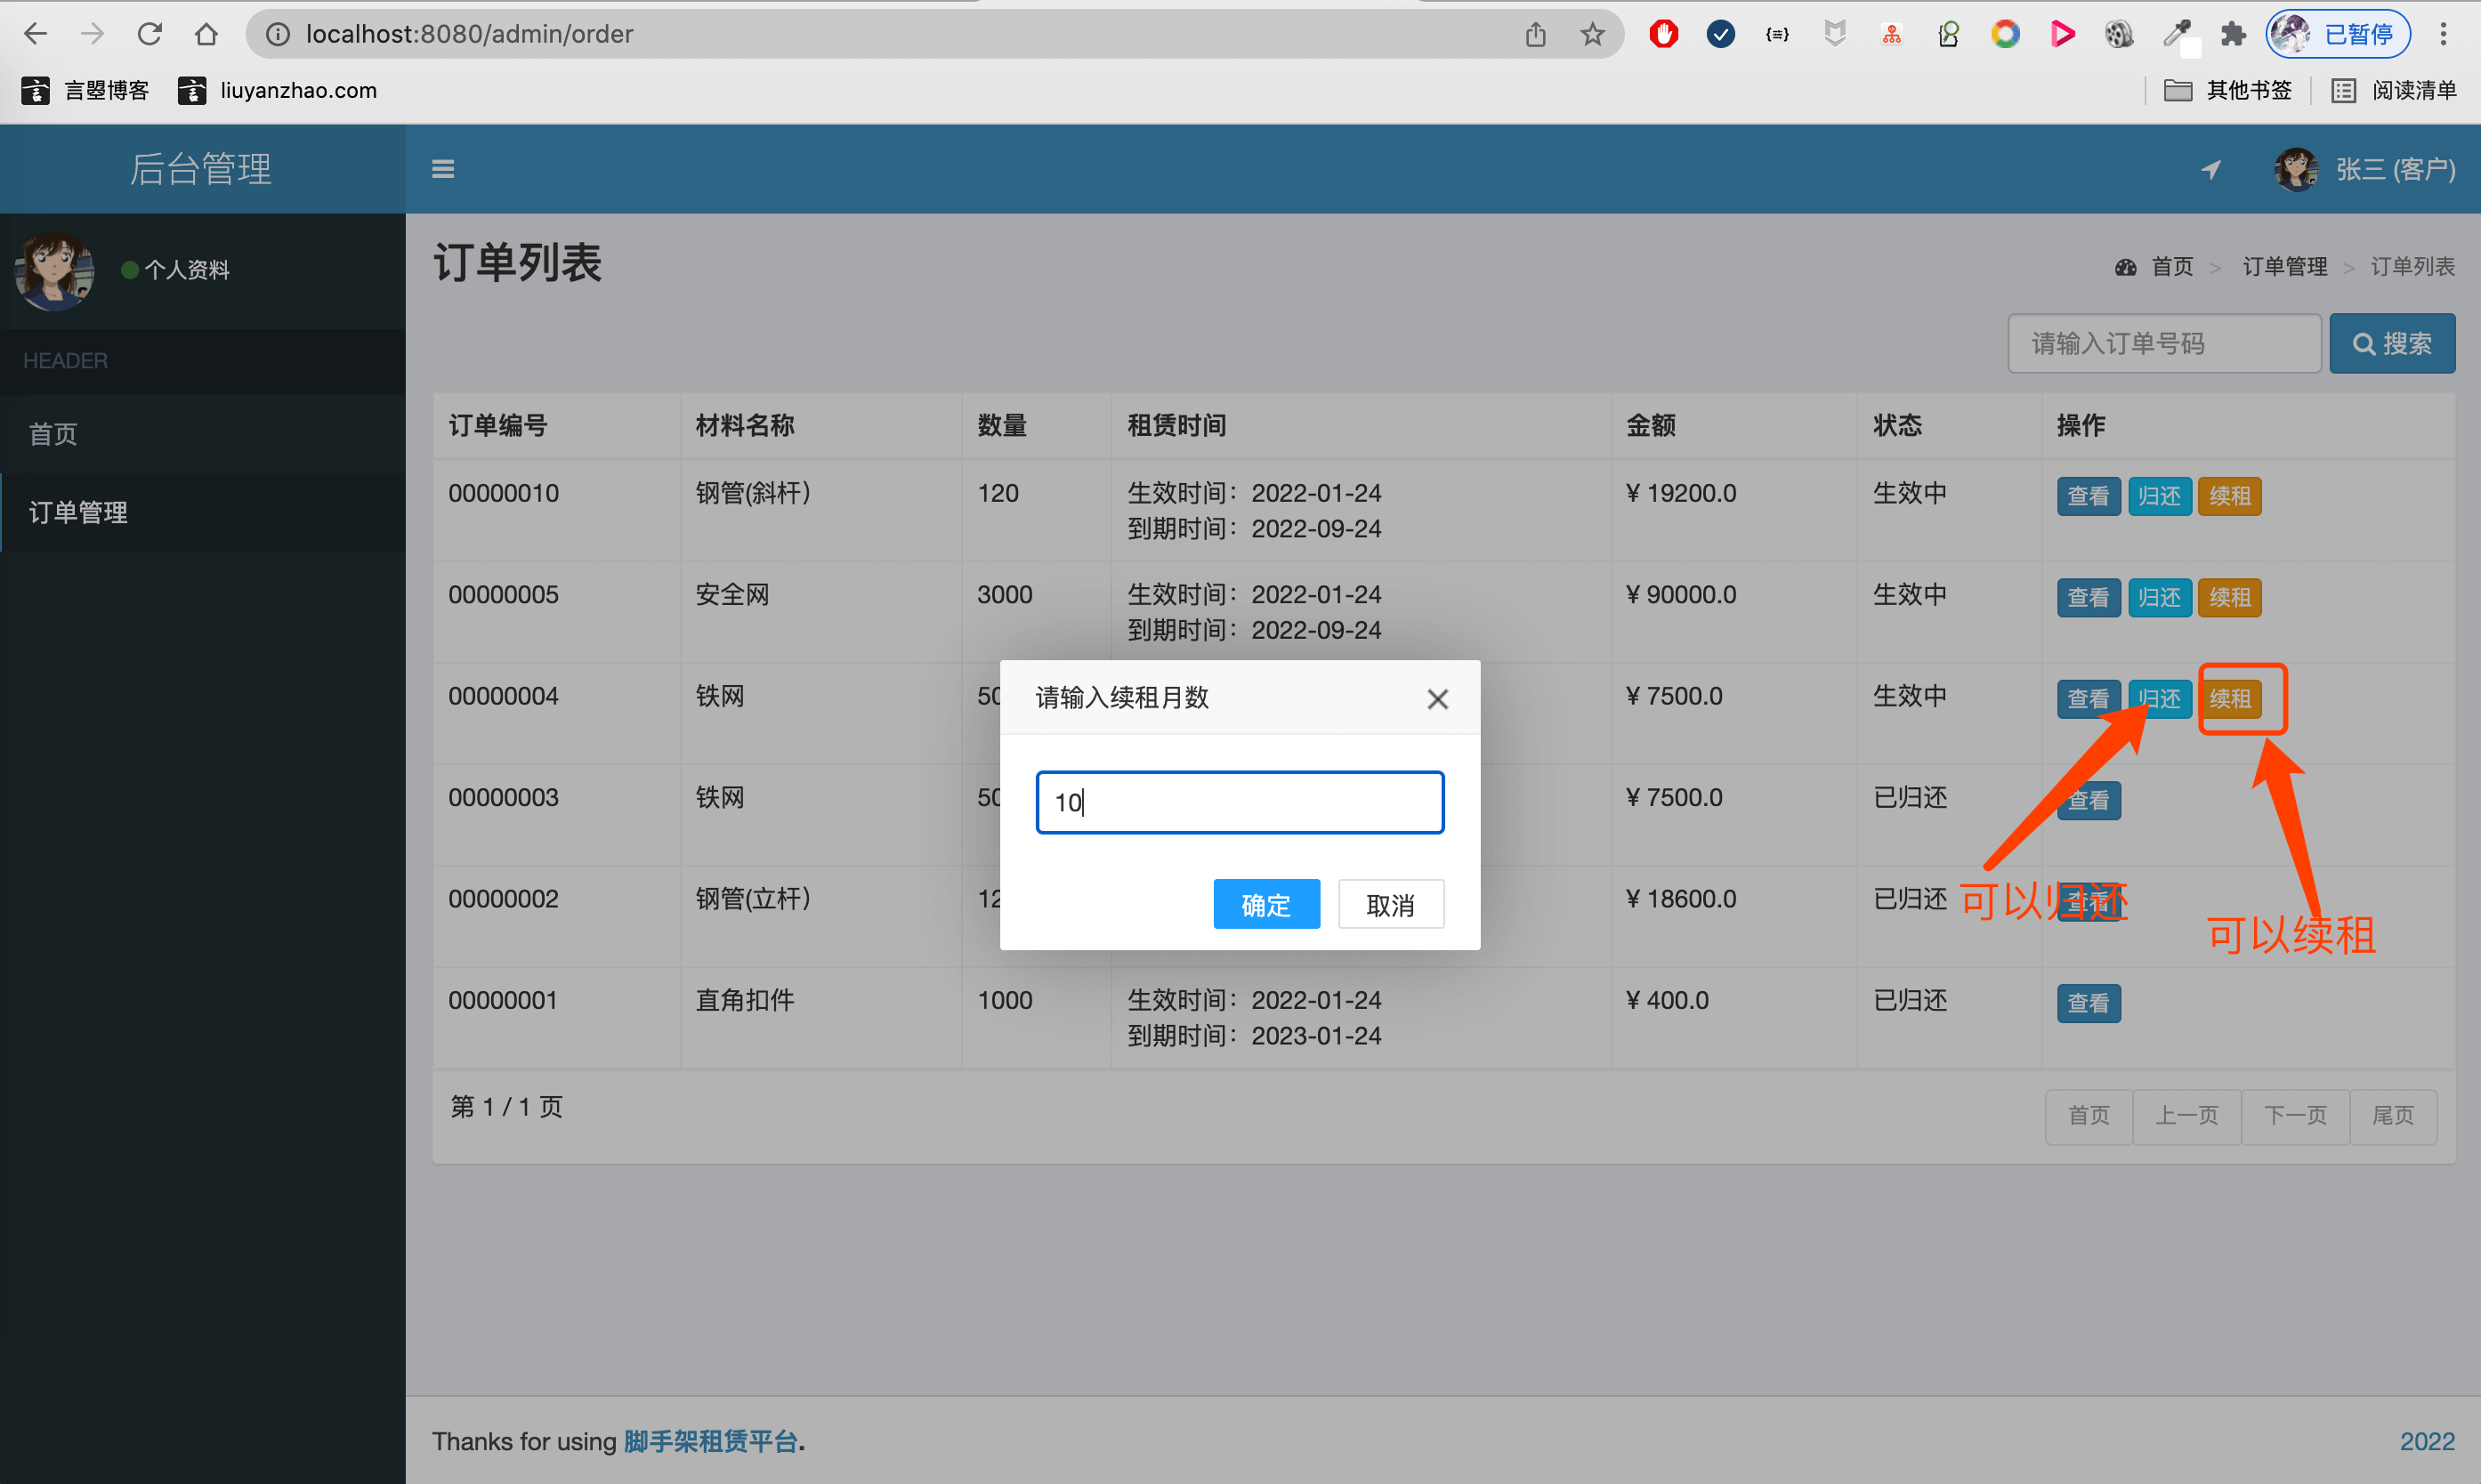 localhost:8080/admin/order
已暂停
言曌博客
liuyanzhao.com
其他书签
阅读清单
后台管理
张三 (客户)
个人资料
HEADER
首页
订单管理
订单列表
首页 > 订单管理 > 订单列表
请输入订单号码
搜索
订单编号 材料名称 数量 租赁时间 金额 状态 操作
00000010 钢管(斜杆) 120 生效时间：2022-01-24 ¥ 19200.0 生效中 查看 归还 续租
到期时间：2022-09-24
00000005 安全网 3000 生效时间：2022-01-24 ¥ 90000.0 生效中 查看 归还 续租
到期时间：2022-09-24
00000004 铁网 ¥ 7500.0 生效中 查看 归还 续租
00000003 铁网 ¥ 7500.0 已归还 查看
00000002 钢管(立杆) ¥ 18600.0 已归还 查看
00000001 直角扣件 1000 生效时间：2022-01-24 ¥ 400.0 已归还 查看
到期时间：2023-01-24
请输入续租月数
10
确定
取消
可以归还
可以续租
第 1 / 1 页
首页 上一页 下一页 尾页
Thanks for using 脚手架租赁平台.
2022